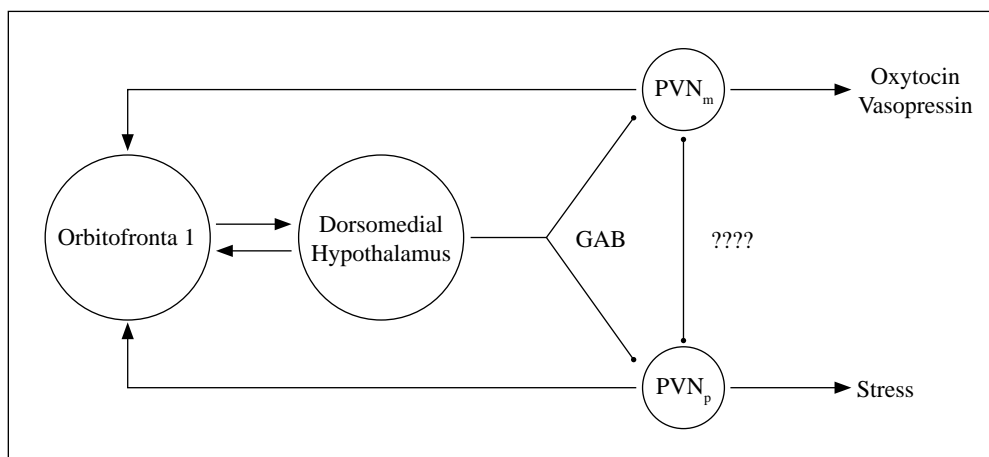 PVNm
Oxytocin
Vasopressin
Orbitofronta 1
Dorsomedial
Hypothalamus
GAB
????
PVNp
Stress